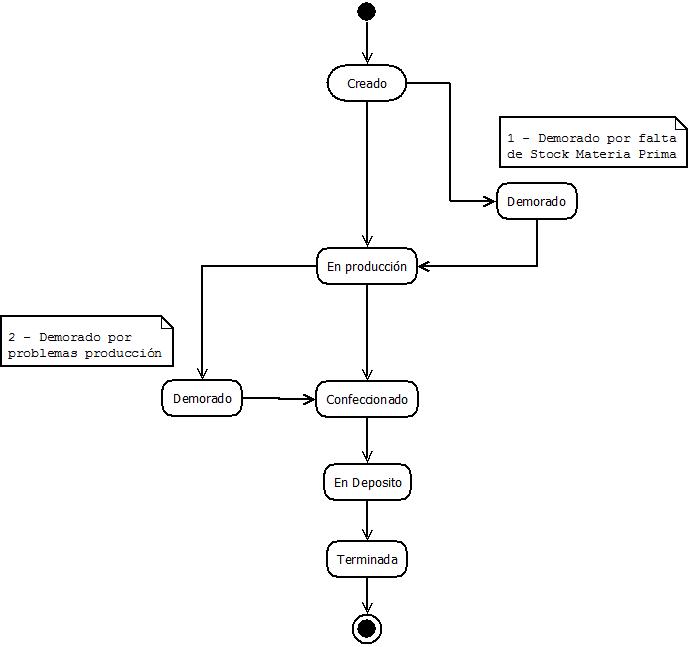 Creado
1 - Demorado por falta
de Stock Materia Prima
Demorado
En producción
2 - Demorado por
problemas producción
Demorado
Confeccionado
En Deposito
Terminada